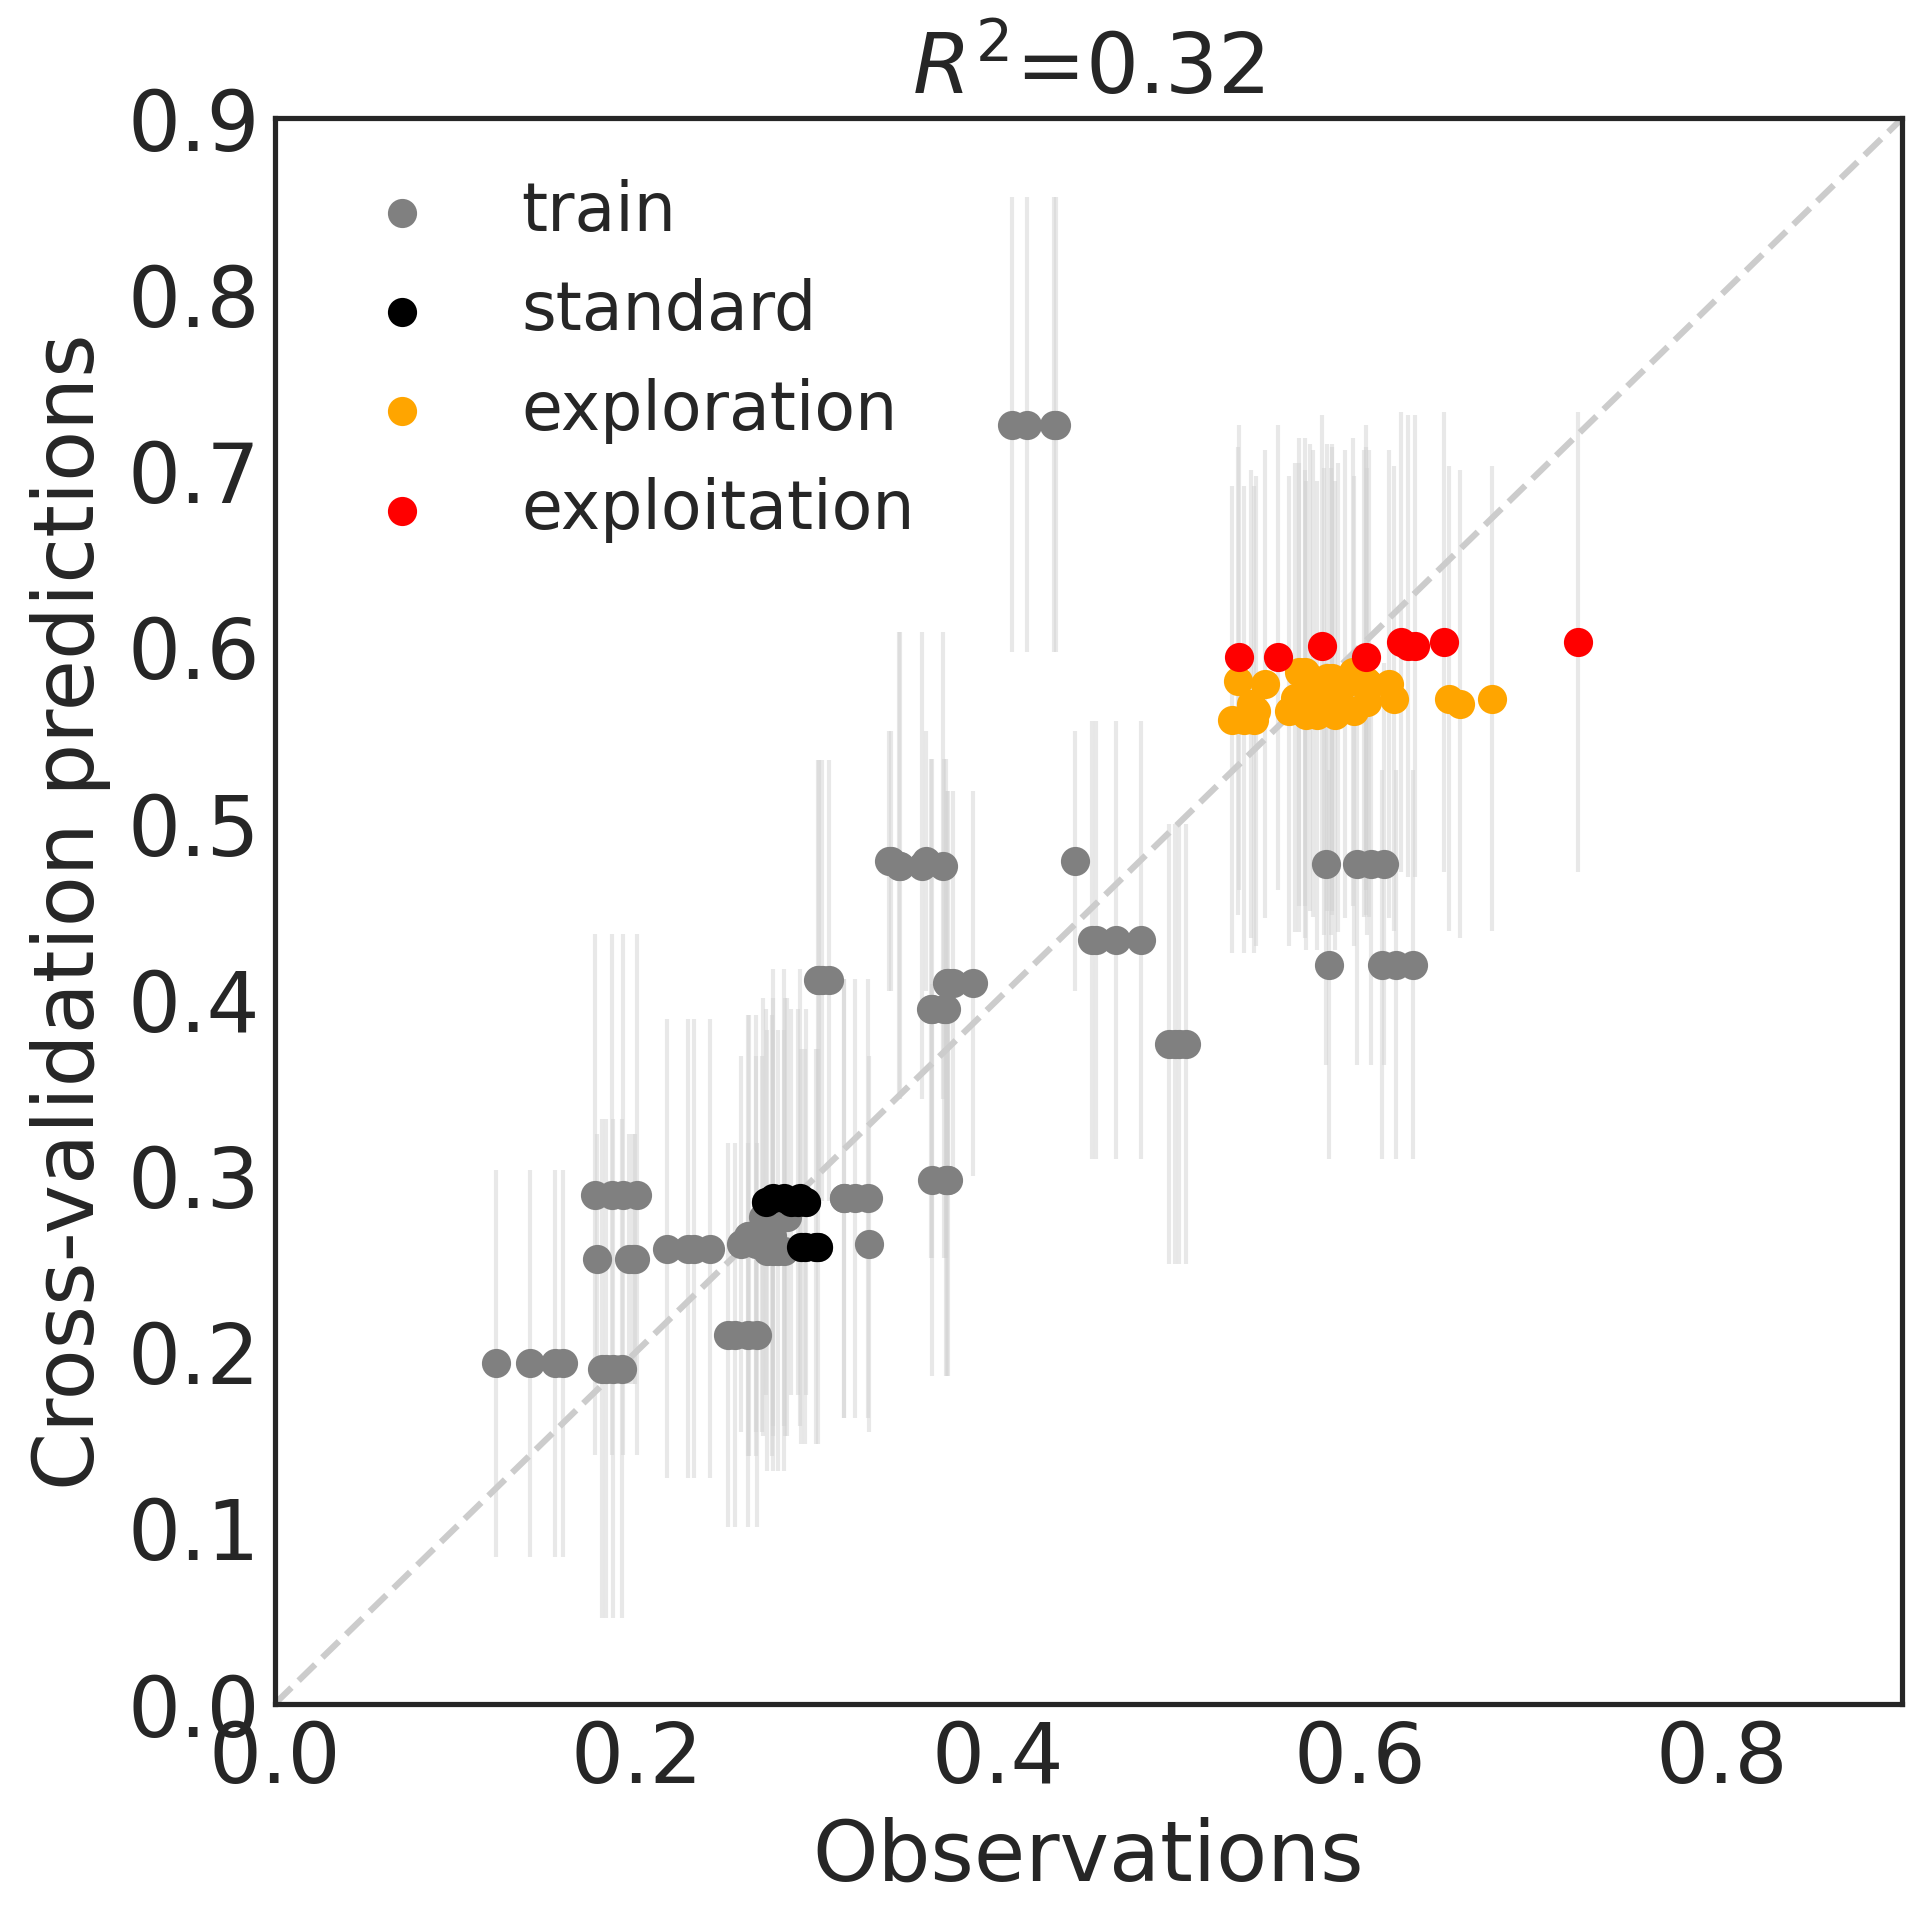 R²=0.32
0.9
0.8
0.7
0.6
0.5
0.4
0.3
0.2
0.1
0.0
Cross-validation predictions
train
standard
exploration
exploitation
0.0 0.2 0.4 0.6 0.8
Observations